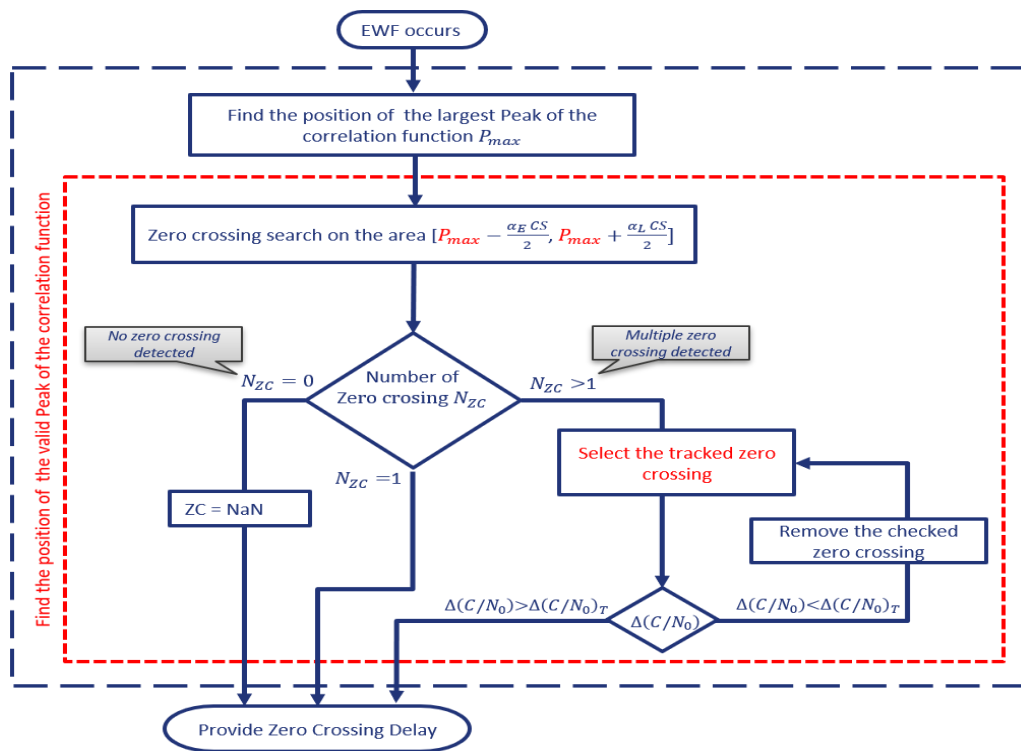 EWF occurs
Find the position of  the largest Peak of the
correlation function P_max
Find the position of the valid Peak of the correlation function
Zero crossing search on the area [P_max − α_E CS/2, P_max + α_L CS/2]
No zero crossing
detected
Multiple zero
crossing detected
N_ZC = 0
Number of
Zero crosing N_ZC
N_ZC >1
N_ZC =1
Select the tracked zero
crossing
ZC = NaN
Remove the checked
zero crossing
Δ(C/N_0)>Δ(C/N_0)_T
Δ(C/N_0)
Δ(C/N_0)<Δ(C/N_0)_T
Provide Zero Crossing Delay